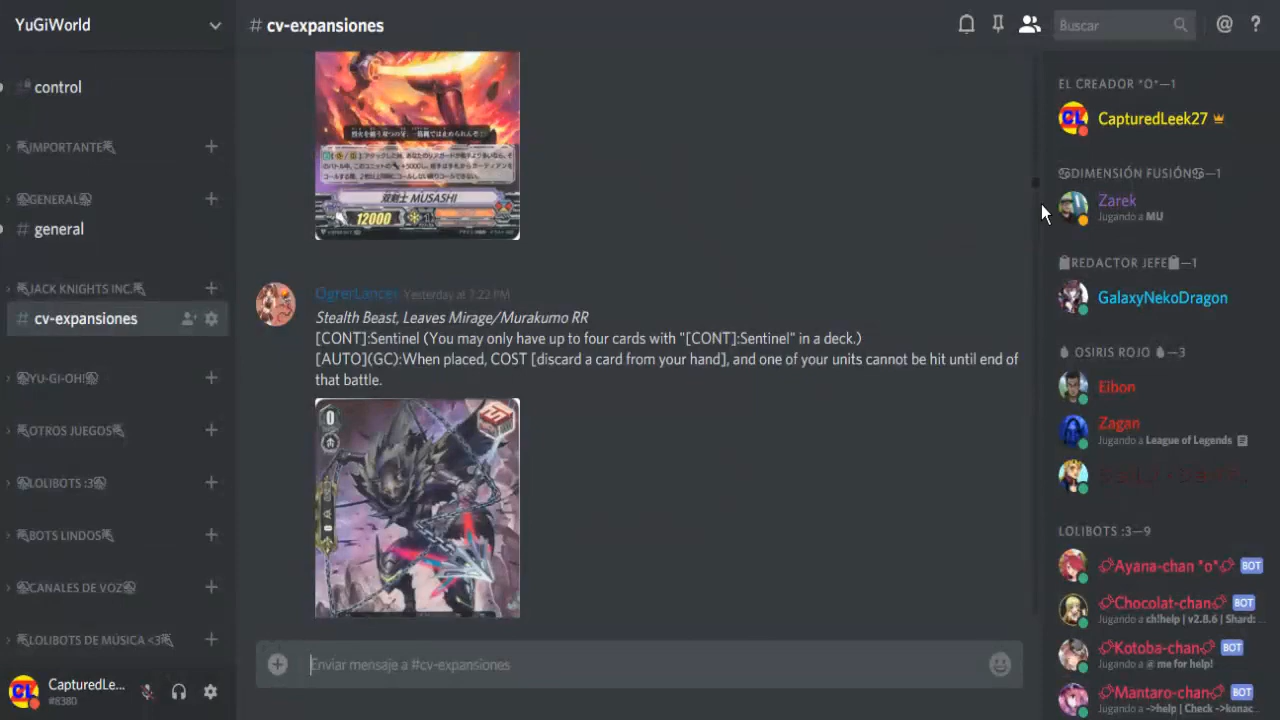 YuGiWorld
# cv-expansiones
Buscar
@
?
control
IMPORTANTE
GENERAL
# general
JACK KNIGHTS INC.
# cv-expansiones
YU-GI-OH!
OTROS JUEGOS
LOLIBOTS :3
BOTS LINDOS
CANALES DE VOZ
LOLIBOTS DE MÚSICA <3
CapturedLe...
#8380
双剣士 MUSASHI
12000
OgrerLancer Yesterday at 7:22 PM
Stealth Beast, Leaves Mirage/Murakumo RR
[CONT]:Sentinel (You may only have up to four cards with "[CONT]:Sentinel" in a deck.)
[AUTO](GC):When placed, COST [discard a card from your hand], and one of your units cannot be hit until end of
that battle.
0
Enviar mensaje a #cv-expansiones
EL CREADOR *O*—1
CL
CapturedLeek27
DIMENSIÓN FUSIÓN—1
Zarek
Jugando a MU
REDACTOR JEFE—1
GalaxyNekoDragon
OSIRIS ROJO—3
Eibon
Zagan
Jugando a League of Legends
LOLIBOTS :3—9
Ayana-chan *o* BOT
Chocolat-chan BOT
Jugando a ch!help | v2.8.6 | Shard: ...
Kotoba-chan BOT
Jugando a @ me for help!
Mantaro-chan BOT
Jugando a ->help | Check ->konac...